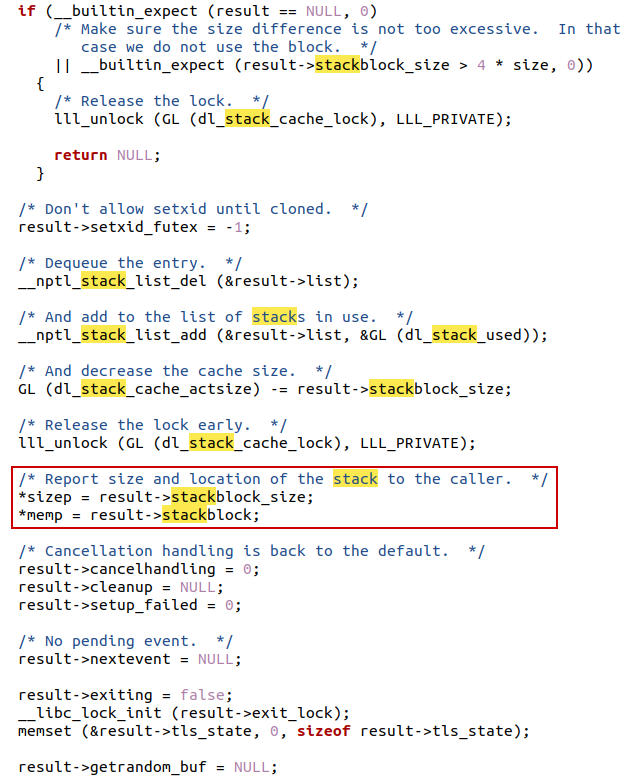 if (__builtin_expect (result == NULL, 0)
/* Make sure the size difference is not too excessive.  In that
case we do not use the block.  */
|| __builtin_expect (result->stackblock_size > 4 * size, 0))
{
/* Release the lock.  */
lll_unlock (GL (dl_stack_cache_lock), LLL_PRIVATE);
return NULL;
}
/* Don't allow setxid until cloned.  */
result->setxid_futex = -1;
/* Dequeue the entry.  */
__nptl_stack_list_del (&result->list);
/* And add to the list of stacks in use.  */
__nptl_stack_list_add (&result->list, &GL (dl_stack_used));
/* And decrease the cache size.  */
GL (dl_stack_cache_actsize) -= result->stackblock_size;
/* Release the lock early.  */
lll_unlock (GL (dl_stack_cache_lock), LLL_PRIVATE);
/* Report size and location of the stack to the caller.  */
*sizep = result->stackblock_size;
*memp = result->stackblock;
/* Cancellation handling is back to the default.  */
result->cancelhandling = 0;
result->cleanup = NULL;
result->setup_failed = 0;
/* No pending event.  */
result->nextevent = NULL;
result->exiting = false;
__libc_lock_init (result->exit_lock);
memset (&result->tls_state, 0, sizeof result->tls_state);
result->getrandom_buf = NULL;